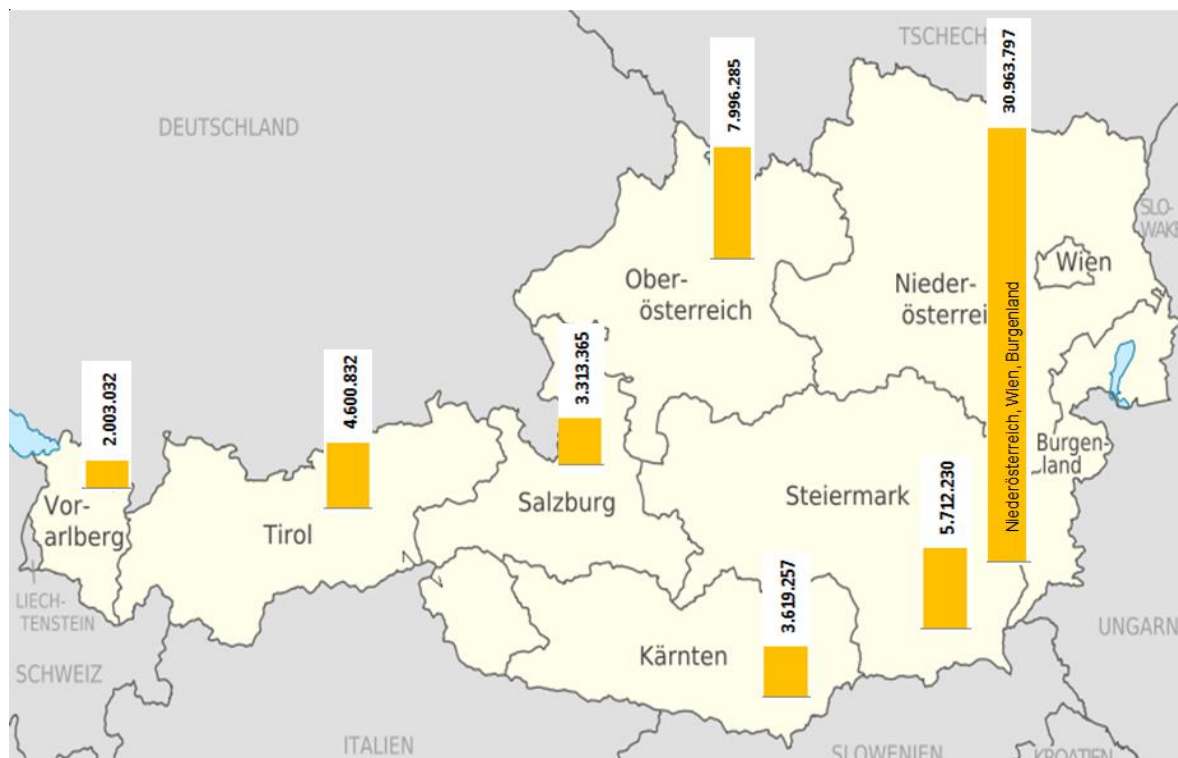 TSCHECH
DEUTSCHLAND
7.996.285
30.963.797
SLO-
WAKE
Wien
Ober-
österreich
Nieder-
österrei
Niederösterreich, Wien, Burgenland
3.313.365
4.600.832
2.003.032
Burgen-
land
Vor-
arlberg
Tirol
Salzburg
Steiermark
5.712.230
LIECH-
TENSTEIN
3.619.257
UNGARN
SCHWEIZ
Kärnten
ITALIEN
SLOWENIEN
KROATIEN